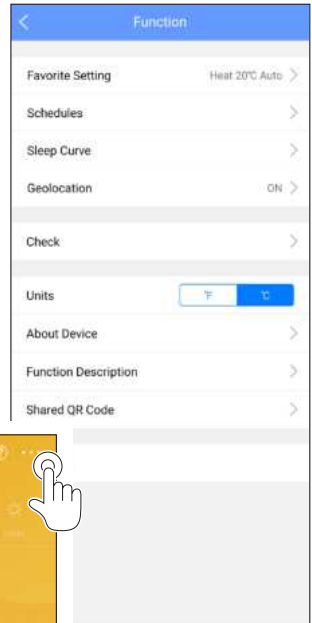 Function
Favorite Setting Heat 20°C Auto
Schedules
Sleep Curve
Geolocation ON
Check
Units °F °C
About Device
Function Description
Shared QR Code